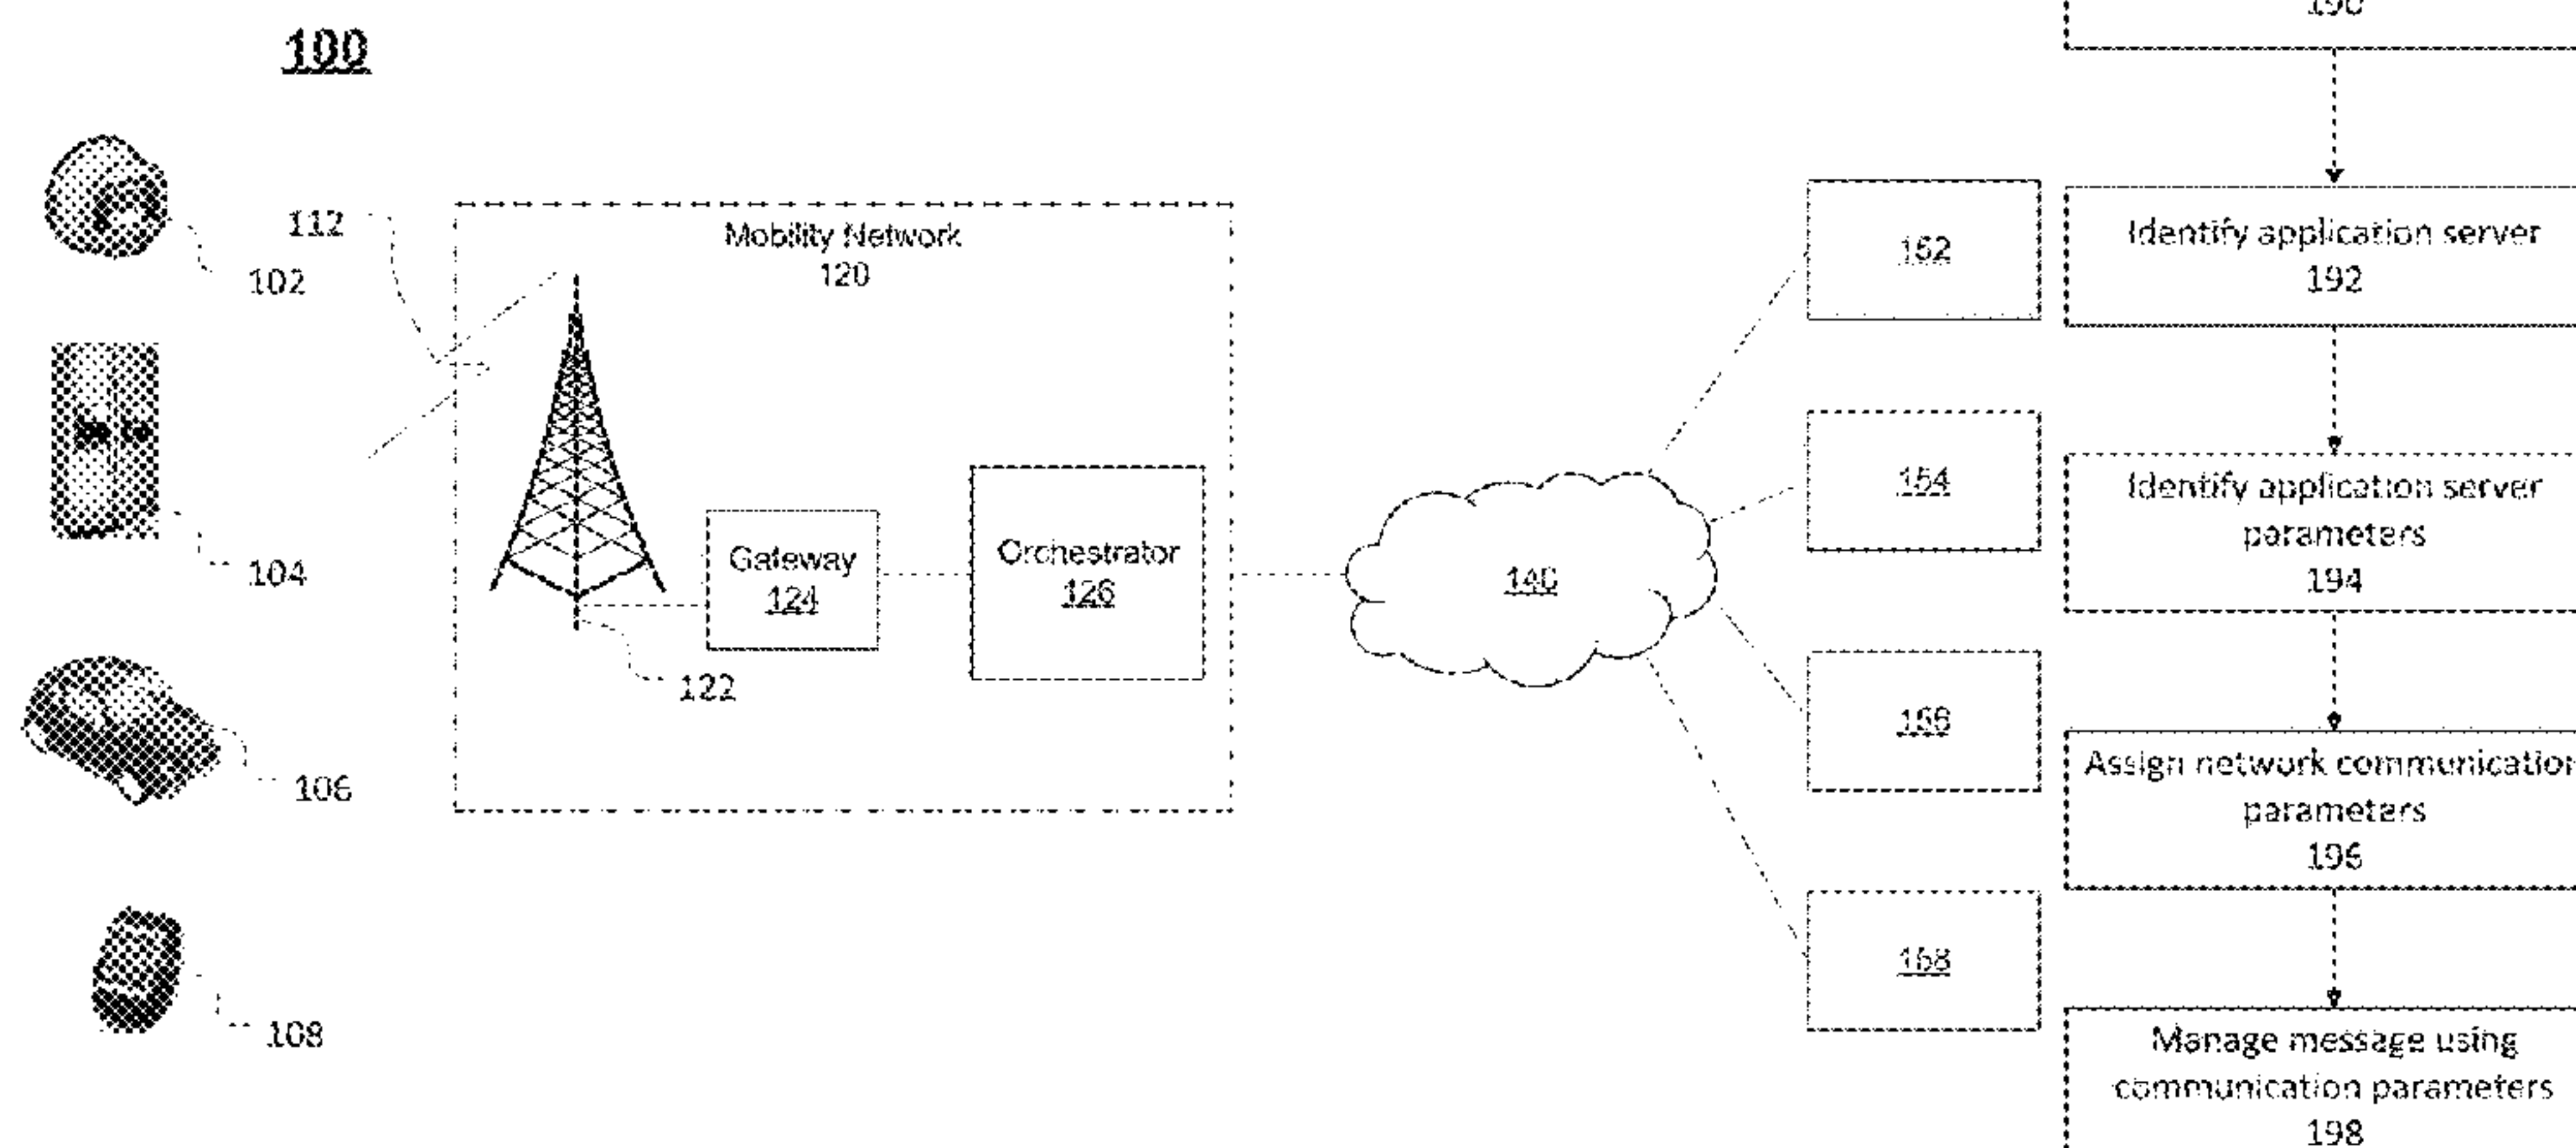 100
190
112
102
104
106
108
Mobility Network
120
122
Gateway
124
Orchestrator
126
140
152
154
156
158
Identify application server
192
Identify application server
parameters
194
Assign network communication
parameters
196
Manage message using
communication parameters
198